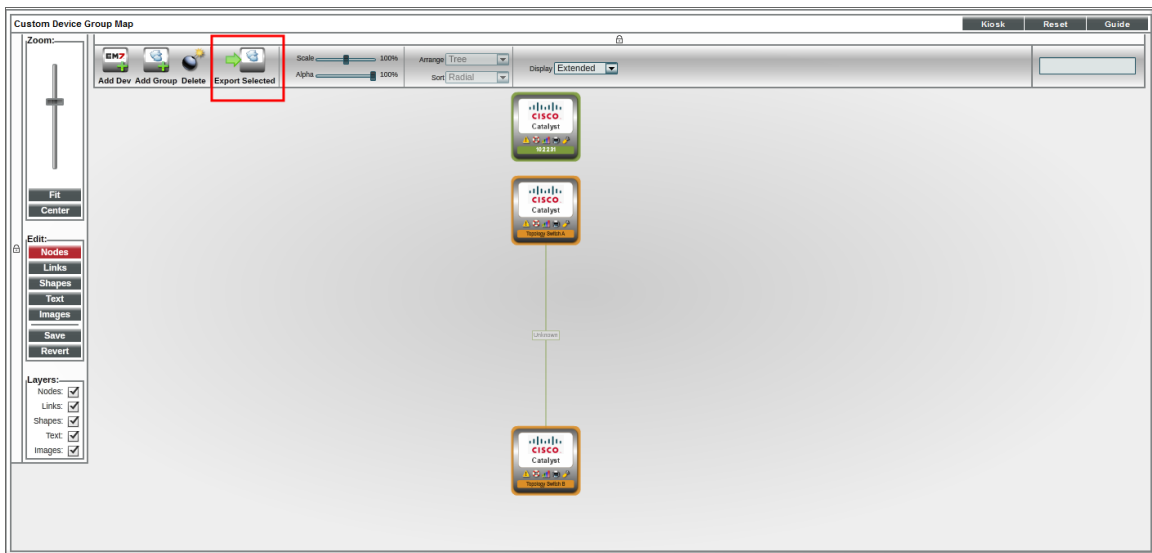 Custom Device Group Map
Kiosk
Reset
Guide
Zoom:
EM7
Add Dev
Add Group
Delete
Export Selected
Scale
100%
Alpha
100%
Arrange
Tree
Sort
Radial
Display
Extended
CISCO
Catalyst
Fit
Center
CISCO
Catalyst
Topology Switch A
Edit:
Nodes
Links
Shapes
Text
Images
Save
Revert
Unknown
Layers:
Nodes:
Links:
Shapes:
Text:
Images:
CISCO
Catalyst
Topology Switch B